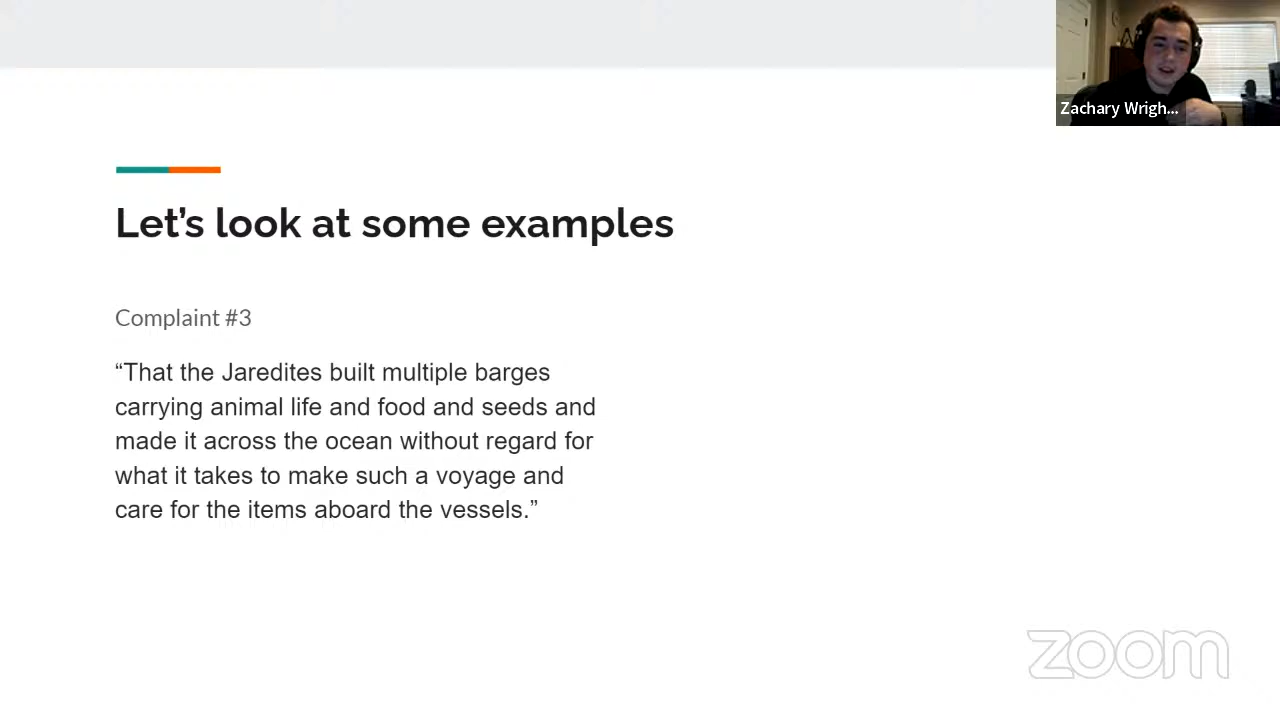 Zachary Wrigh...
Let's look at some examples
Complaint #3
“That the Jaredites built multiple barges
carrying animal life and food and seeds and
made it across the ocean without regard for
what it takes to make such a voyage and
care for the items aboard the vessels.”
zoom